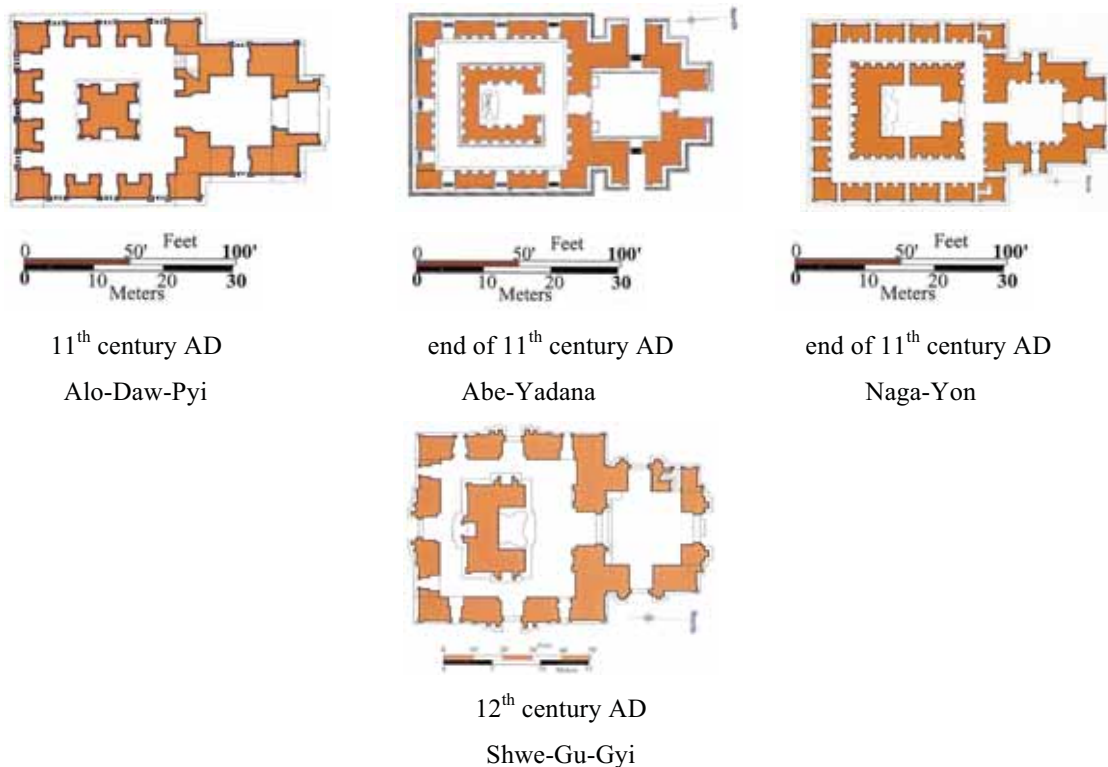 0 Feet 50' 100'
0 10 20 30
Meters
0 Feet 50' 100'
0 10 20 30
Meters
0 Feet 50' 100'
0 10 20 30
Meters
11th century AD
end of 11th century AD
end of 11th century AD
Alo-Daw-Pyi
Abe-Yadana
Naga-Yon
12th century AD
Shwe-Gu-Gyi